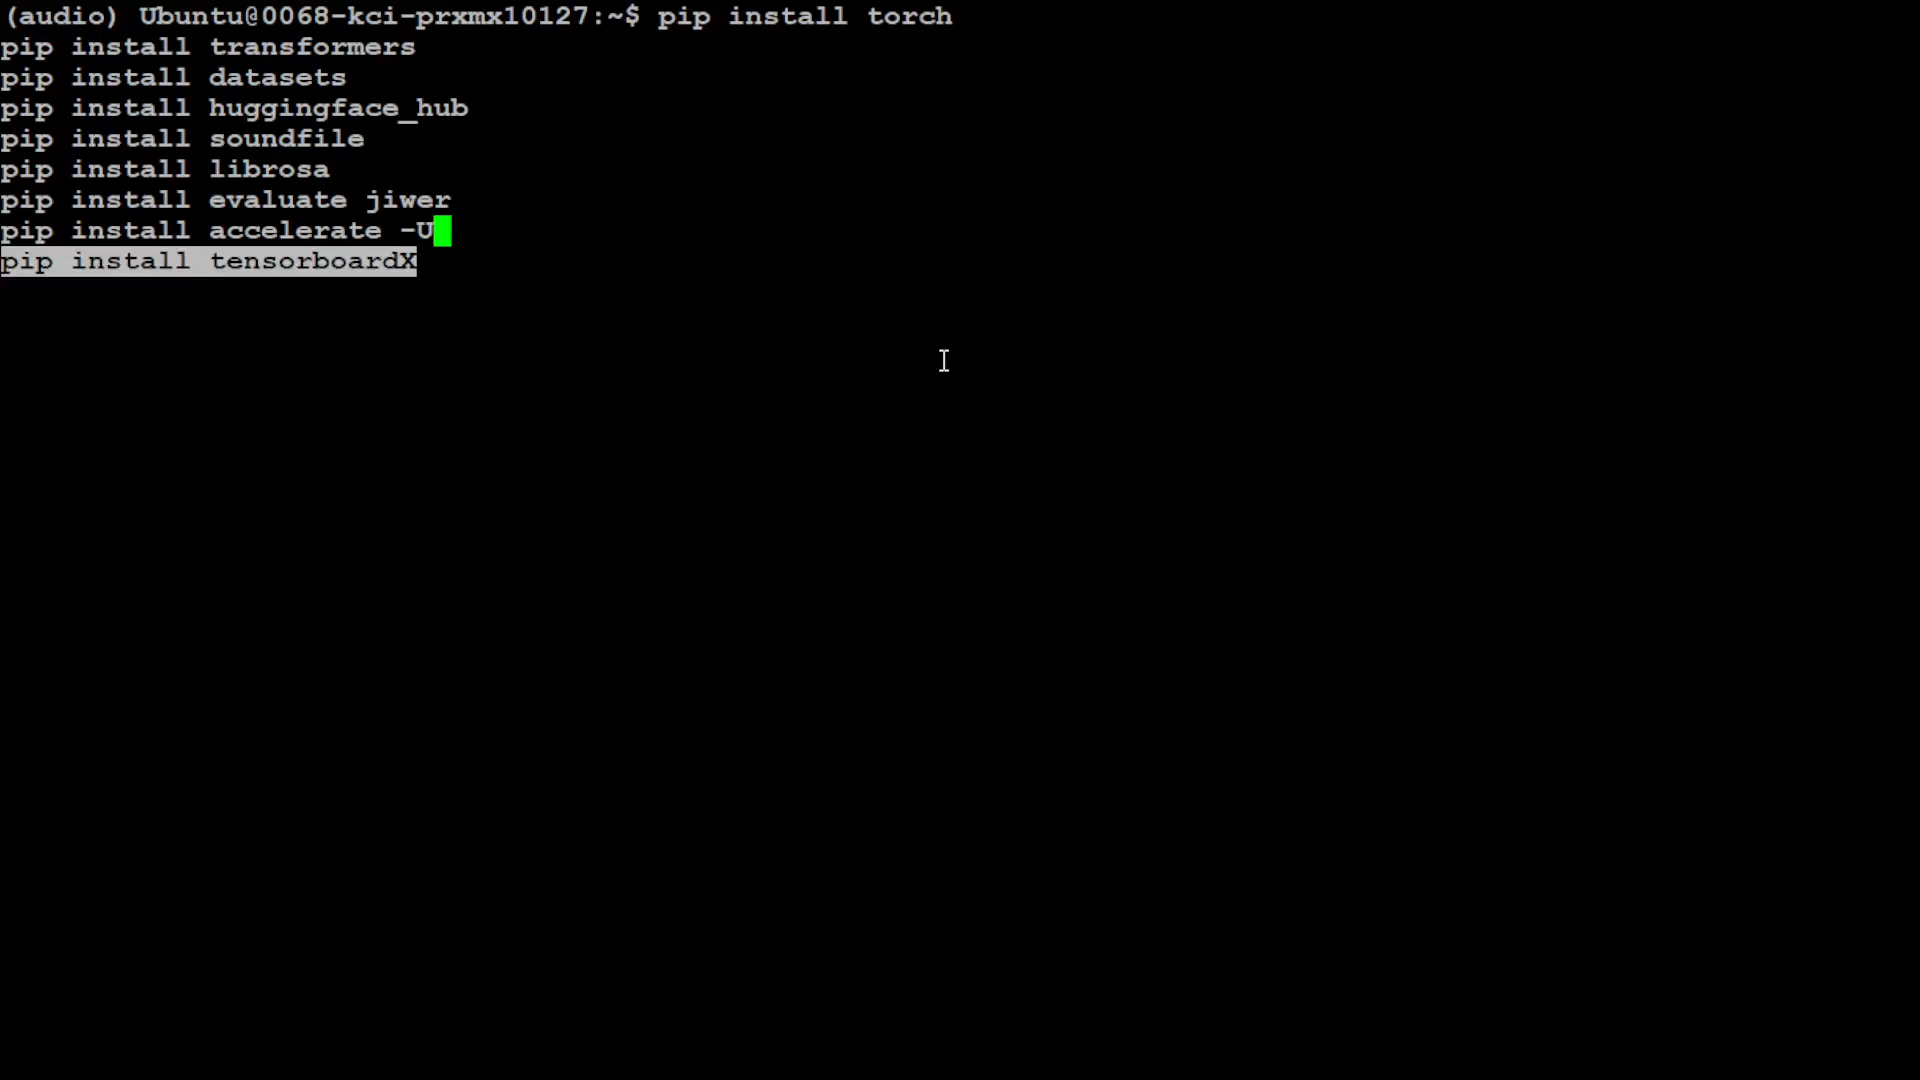 (audio) Ubuntu@0068-kci-prxmx10127:~$ pip install torch
pip install transformers
pip install datasets
pip install huggingface_hub
pip install soundfile
pip install librosa
pip install evaluate jiwer
pip install accelerate -U
pip install tensorboardX